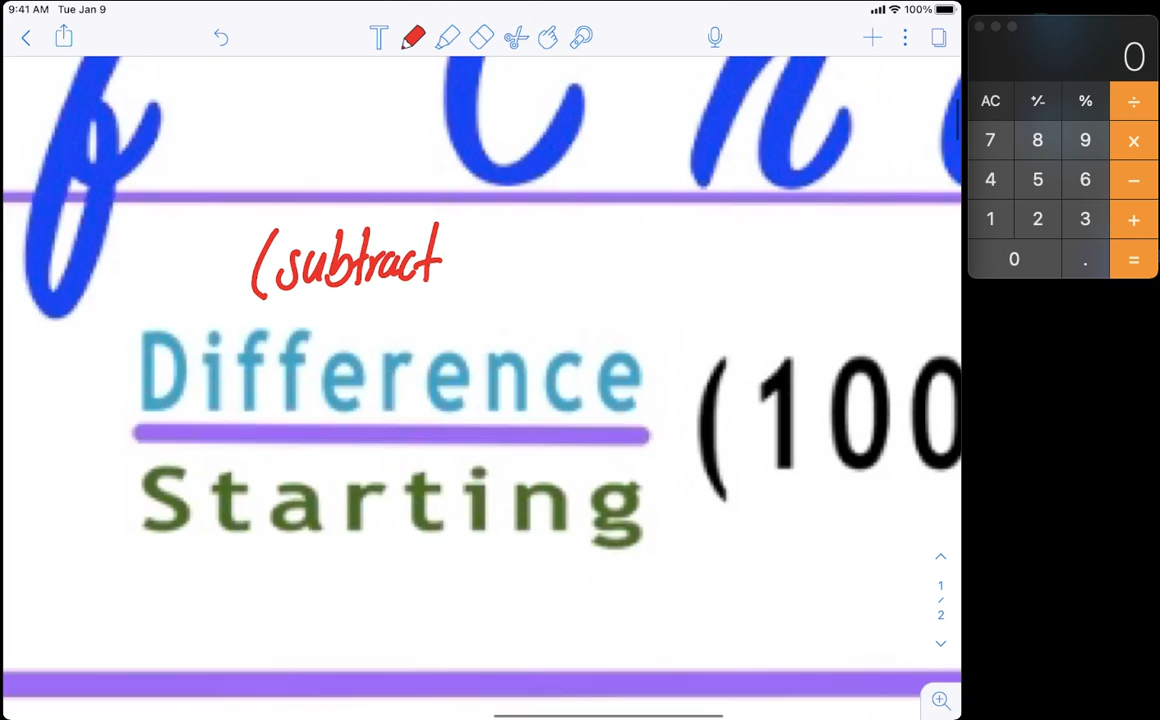 9:41 AM Tue Jan 9
100%
(subtract
Difference
Starting
(100
1
2
0
AC +/- % ÷
7 8 9 ×
4 5 6 −
1 2 3 +
0 . =